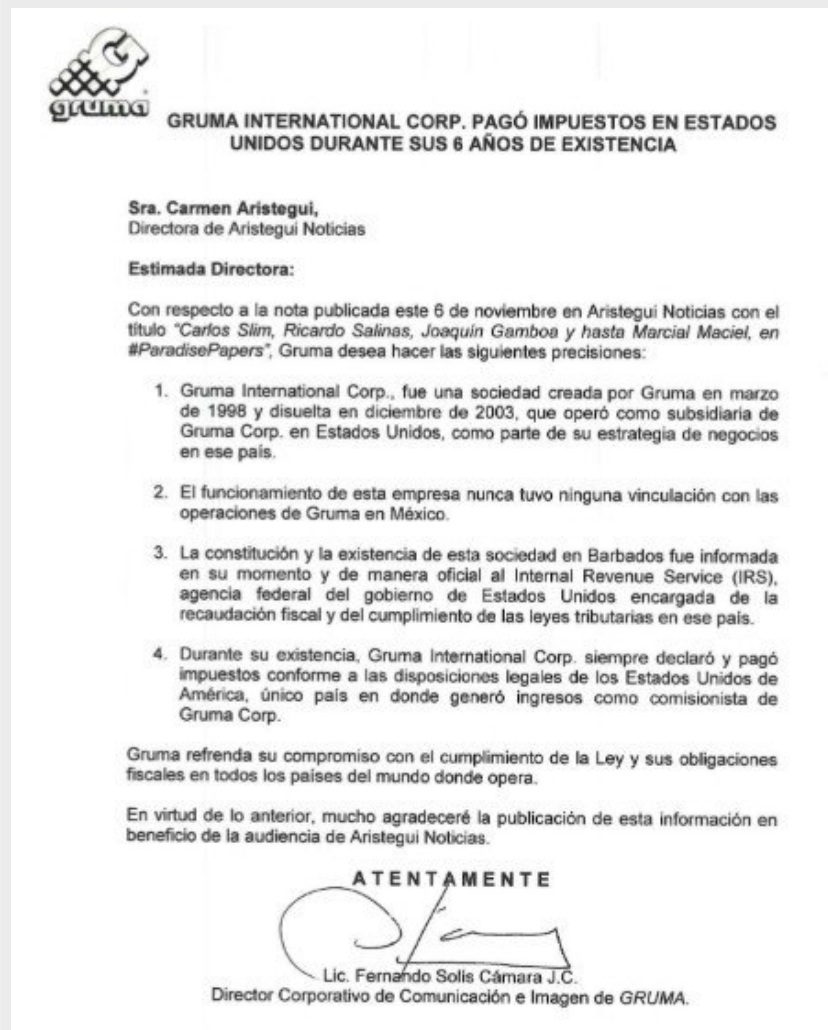 gruma
GRUMA INTERNATIONAL CORP. PAGÓ IMPUESTOS EN ESTADOS
UNIDOS DURANTE SUS 6 AÑOS DE EXISTENCIA
Sra. Carmen Aristegui,
Directora de Aristegui Noticias
Estimada Directora:
Con respecto a la nota publicada este 6 de noviembre en Aristegui Noticias con el
título "Carlos Slim, Ricardo Salinas, Joaquín Gamboa y hasta Marcial Maciel, en
#ParadisePapers", Gruma desea hacer las siguientes precisiones:
1. Gruma International Corp., fue una sociedad creada por Gruma en marzo
de 1998 y disuelta en diciembre de 2003, que operó como subsidiaria de
Gruma Corp. en Estados Unidos, como parte de su estrategia de negocios
en ese país.
2. El funcionamiento de esta empresa nunca tuvo ninguna vinculación con las
operaciones de Gruma en México.
3. La constitución y la existencia de esta sociedad en Barbados fue informada
en su momento y de manera oficial al Internal Revenue Service (IRS),
agencia federal del gobierno de Estados Unidos encargada de la
recaudación fiscal y del cumplimiento de las leyes tributarias en ese país.
4. Durante su existencia, Gruma International Corp. siempre declaró y pagó
impuestos conforme a las disposiciones legales de los Estados Unidos de
América, único país en donde generó ingresos como comisionista de
Gruma Corp.
Gruma refrenda su compromiso con el cumplimiento de la Ley y sus obligaciones
fiscales en todos los países del mundo donde opera.
En virtud de lo anterior, mucho agradeceré la publicación de esta información en
beneficio de la audiencia de Aristegui Noticias.
ATENTAMENTE
Lic. Fernando Solís Cámara J.C.
Director Corporativo de Comunicación e Imagen de GRUMA.